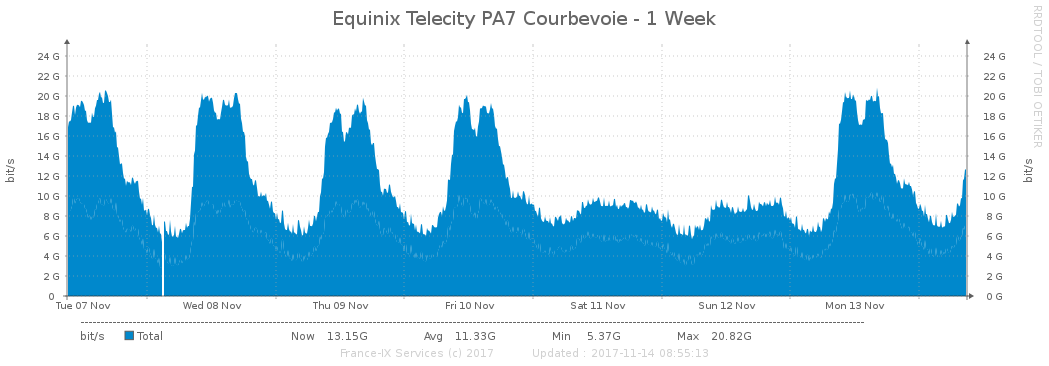 Equinix Telecity PA7 Courbevoie - 1 Week
RRDTOOL / TOBI OETIKER
bit/s
24 G 24 G
22 G 22 G
20 G 20 G
18 G 18 G
16 G 16 G
14 G 14 G
12 G 12 G
10 G 10 G
8 G 8 G
6 G 6 G
4 G 4 G
2 G 2 G
0 0 G
bit/s
Tue 07 Nov Wed 08 Nov Thu 09 Nov Fri 10 Nov Sat 11 Nov Sun 12 Nov Mon 13 Nov
bit/s Total Now 13.15G Avg 11.33G Min 5.37G Max 20.82G
France-IX Services (c) 2017 Updated : 2017-11-14 08:55:13